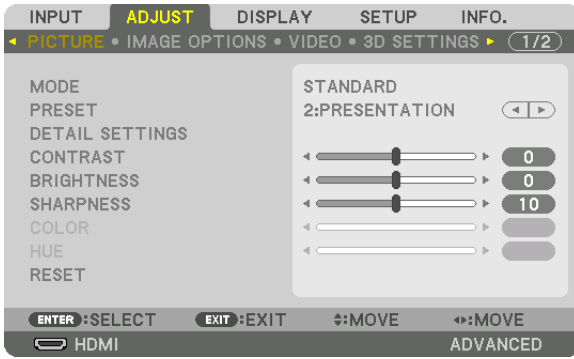 INPUT ADJUST DISPLAY SETUP INFO.
PICTURE • IMAGE OPTIONS • VIDEO • 3D SETTINGS 1/2
MODE STANDARD
PRESET 2:PRESENTATION
DETAIL SETTINGS
CONTRAST 0
BRIGHTNESS 0
SHARPNESS 10
COLOR
HUE
RESET
ENTER :SELECT EXIT :EXIT :MOVE :MOVE
HDMI ADVANCED